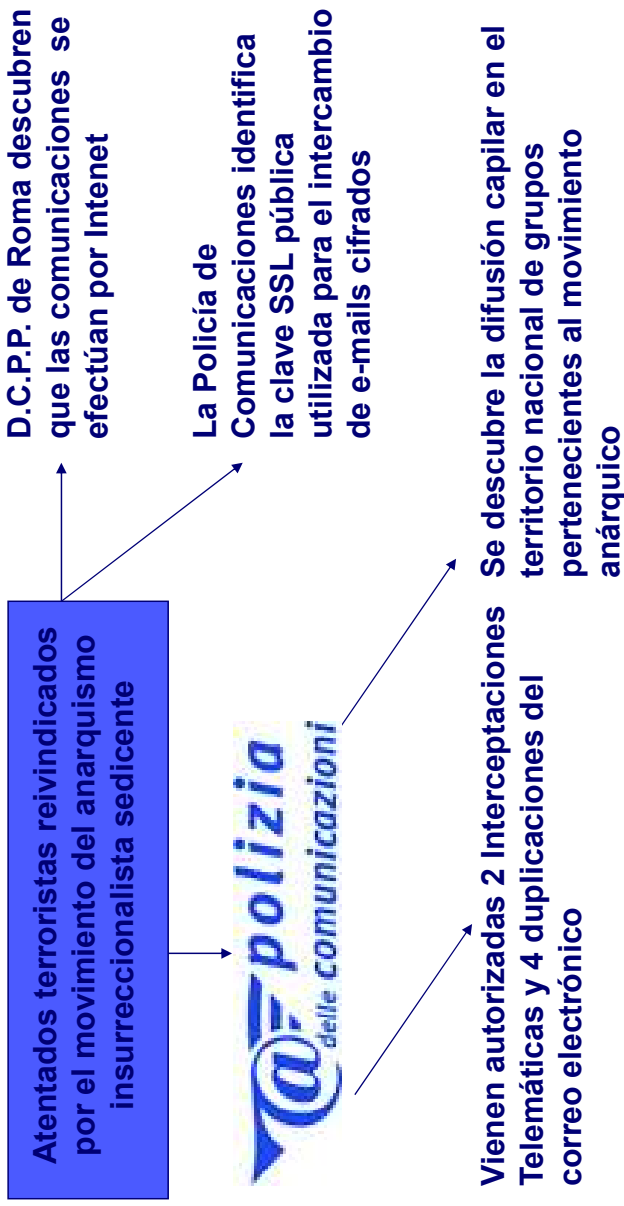 Atentados terroristas reivindicados
por el movimiento del anarquismo
insurreccionalista sedicente
D.C.P.P. de Roma descubren
que las comunicaciones se
efectúan por Intenet
La Policía de
Comunicaciones identifica
la clave SSL pública
utilizada para el intercambio
de e-mails cifrados
@ polizia
delle comunicazioni
Vienen autorizadas 2 Interceptaciones
Telemáticas y 4 duplicaciones del
correo electrónico
Se descubre la difusión capilar en el
territorio nacional de grupos
pertenecientes al movimiento
anárquico